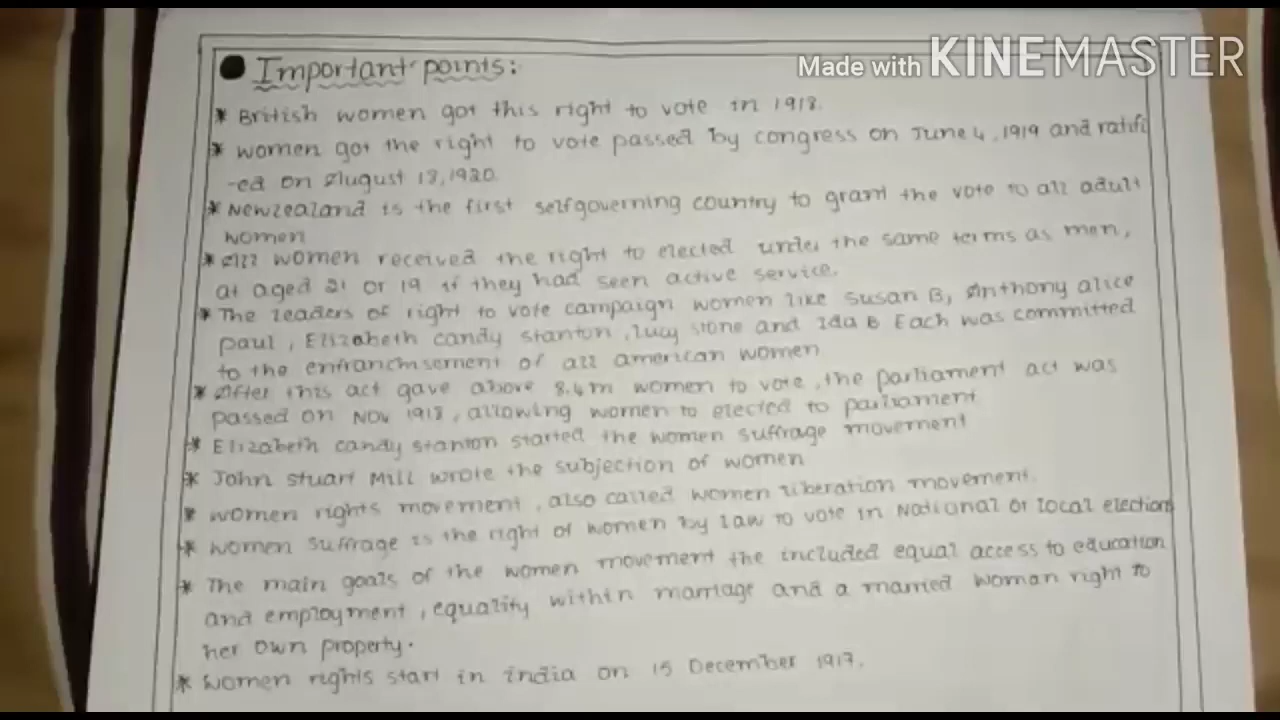 Made with KINEMASTER
Important points:
* British women got this right to vote in 1918.
* women got the right to vote passed by congress on June 4, 1919 and ratifi
-ed on August 18, 1920.
* Newzealand is the first selfgoverning country to grant the vote to all adult
women
* All women received the right to elected under the same terms as men,
at aged 21 or 19 if they had seen active service.
* The leaders of right to vote campaign women like Susan B, Anthony alice
paul, Elizabeth candy stanton, lucy stone and Ida B Each was committed
to the enfranchisement of all american women
* After this act gave above 8.4m women to vote, the parliament act was
passed on Nov 1918, allowing women to elected to parliament
* Elizabeth candy stanton started the women suffrage movement
* John Stuart Mill wrote the subjection of women
* women rights movement, also called women liberation movement.
* women suffrage is the right of women by law to vote in National or local elections
* The main goals of the women movement the included equal access to education
and employment, equality within marriage and a married woman right to
her own property.
* Women rights start in india on 15 December 1917.